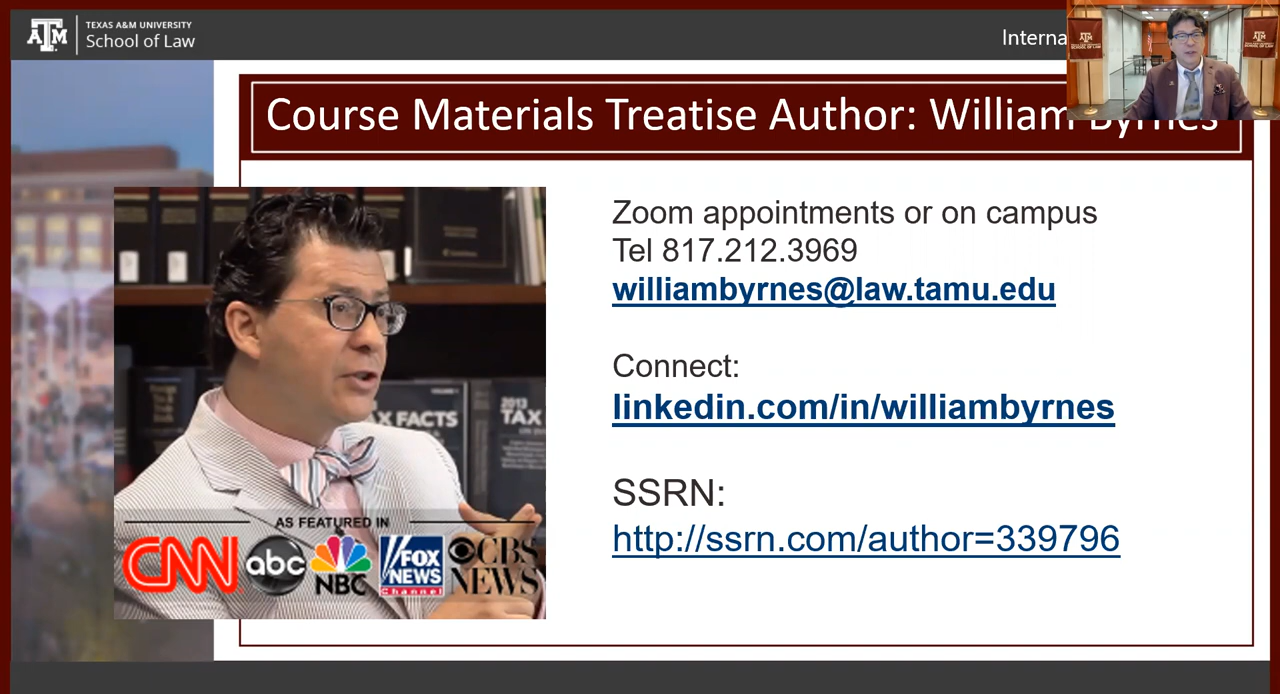 TEXAS A&M UNIVERSITY
School of Law
Interna
Course Materials Treatise Author: William Byrnes
Zoom appointments or on campus
Tel 817.212.3969
williambyrnes@law.tamu.edu
Connect:
linkedin.com/in/williambyrnes
SSRN:
http://ssrn.com/author=339796
AX FACTS
2013
TAX
AS FEATURED IN
CNN abc NBC FOX NEWS Channel CBS NEWS